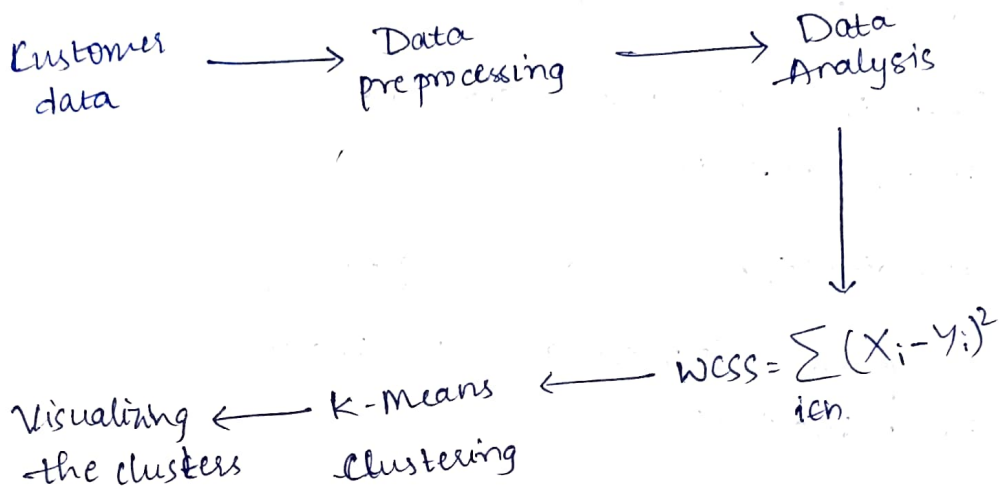 Customer
data
Data
preprocessing
Data
Analysis
WCSS = ∑ (Xi - Yi)²
i∈n.
K-Means
Clustering
Visualizing
the clusters